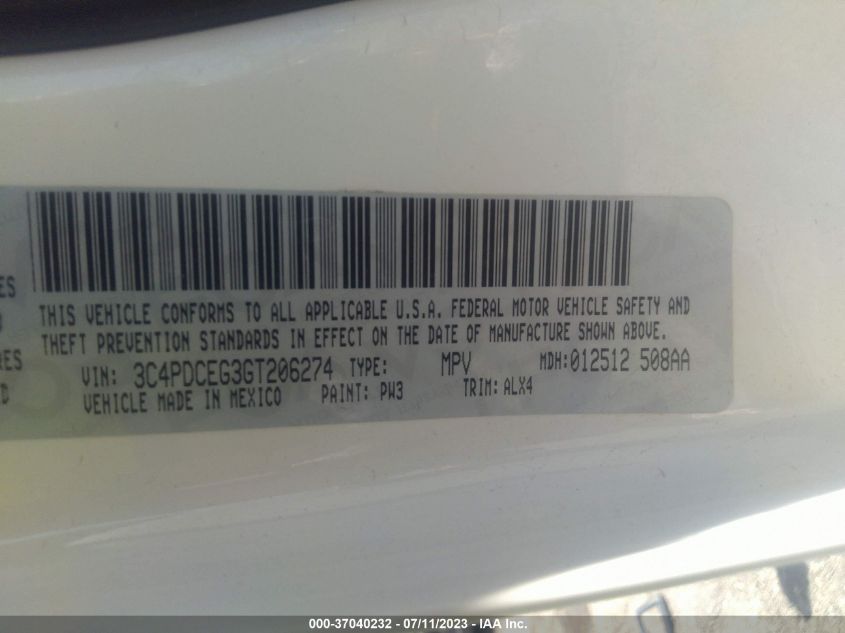 ES
THIS VEHICLE CONFORMS TO ALL APPLICABLE U.S.A. FEDERAL MOTOR VEHICLE SAFETY AND
THEFT PREVENTION STANDARDS IN EFFECT ON THE DATE OF MANUFACTURE SHOWN ABOVE.
RES
VIN: 3C4PDCEG3GT206274 TYPE: MPV MDH:012512 508AA
D
VEHICLE MADE IN MEXICO PAINT: PW3 TRIM: ALX4
000-37040232 - 07/11/2023 - IAA Inc.